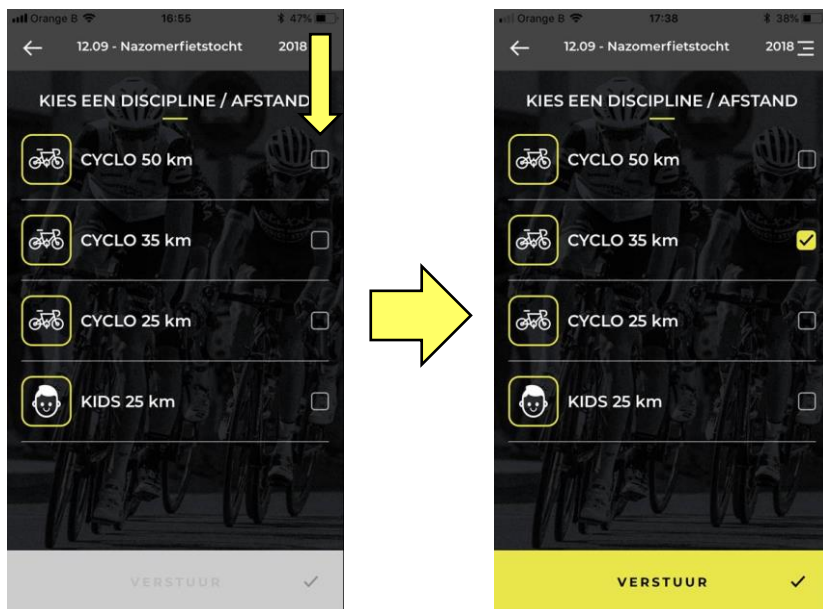 Orange B 16:55 47%
12.09 - Nazomerfietstocht 2018
KIES EEN DISCIPLINE / AFSTAND
CYCLO 50 km
CYCLO 35 km
CYCLO 25 km
KIDS 25 km
VERSTUUR
Orange B 17:38 38%
12.09 - Nazomerfietstocht 2018
KIES EEN DISCIPLINE / AFSTAND
CYCLO 50 km
CYCLO 35 km
CYCLO 25 km
KIDS 25 km
VERSTUUR